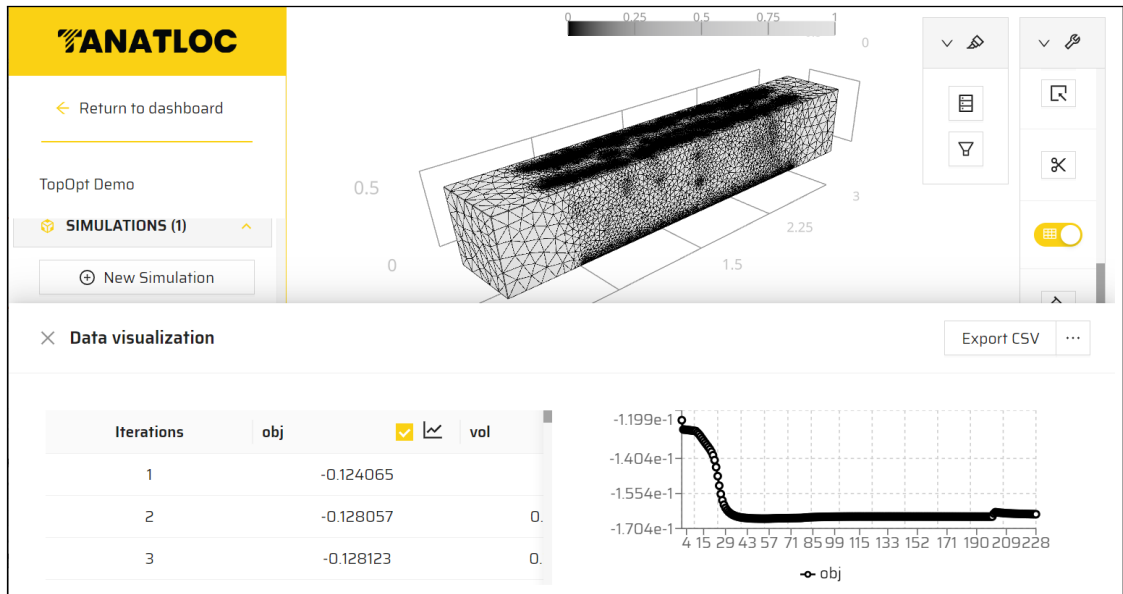 TANATLOC
Return to dashboard
TopOpt Demo
SIMULATIONS (1)
New Simulation
0 0.25 0.5 0.75 1
0
0.5
0
3
2.25
1.5
Data visualization
Export CSV
Iterations obj vol
1 -0.124065
2 -0.128057 0.
3 -0.128123 0.
-1.199e-1
-1.404e-1
-1.554e-1
-1.704e-1
4 15 29 43 57 71 85 99 115 133 152 171 190 209 228
obj